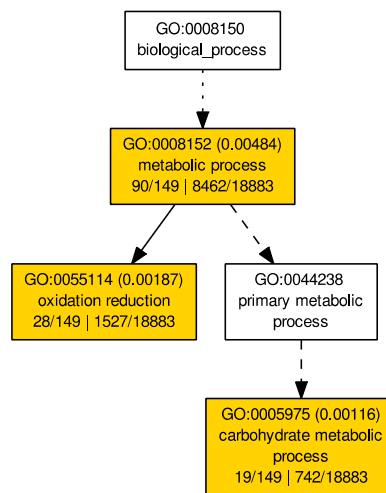 GO:0008150
biological_process
GO:0008152 (0.00484)
metabolic process
90/149 | 8462/18883
GO:0055114 (0.00187)
oxidation reduction
28/149 | 1527/18883
GO:0044238
primary metabolic
process
GO:0005975 (0.00116)
carbohydrate metabolic
process
19/149 | 742/18883